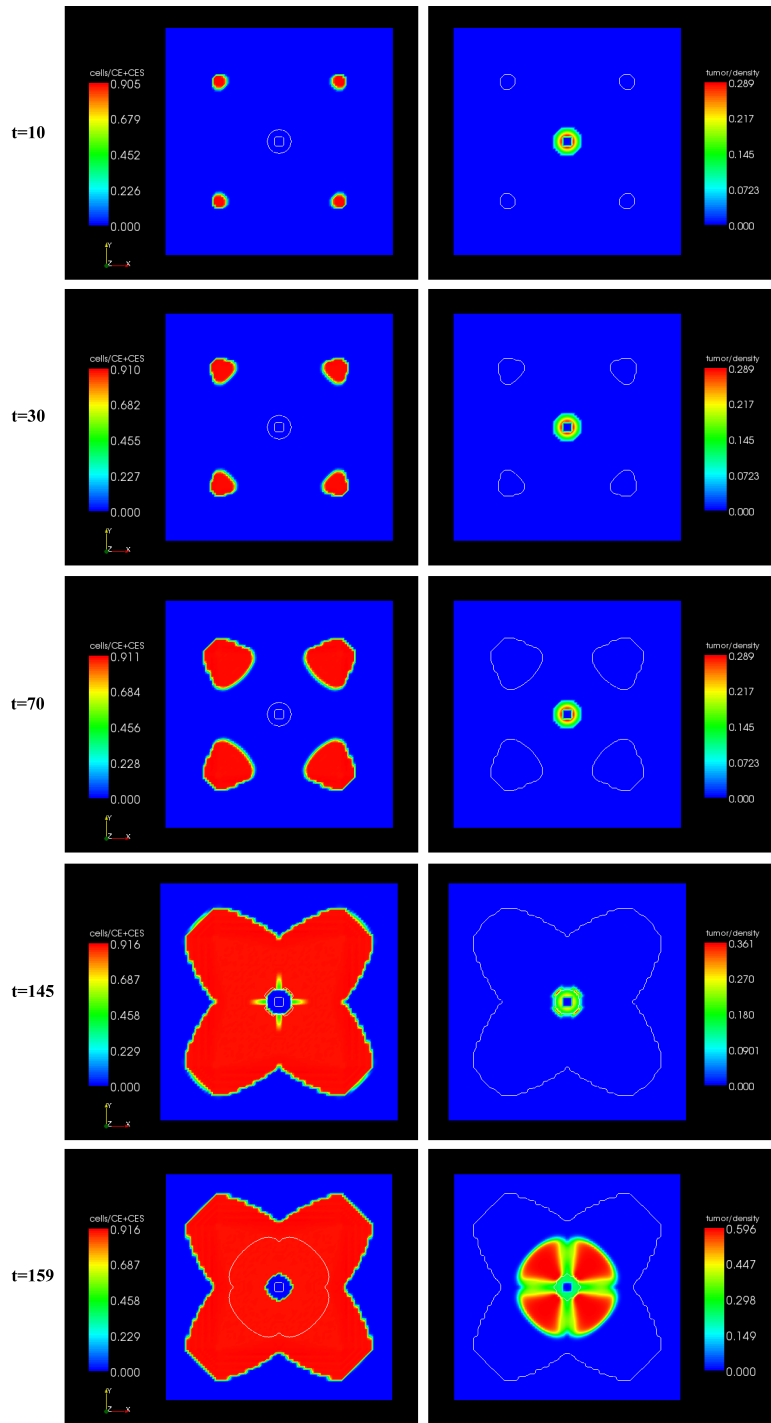 t=10
cells/CE+CES
0.905
0.679
0.452
0.226
0.000
Y
Z X
tumor/density
0.289
0.217
0.145
0.0723
0.000
t=30
cells/CE+CES
0.910
0.682
0.455
0.227
0.000
Y
Z X
tumor/density
0.289
0.217
0.145
0.0723
0.000
t=70
cells/CE+CES
0.911
0.684
0.456
0.228
0.000
Y
Z X
tumor/density
0.289
0.217
0.145
0.0723
0.000
t=145
cells/CE+CES
0.916
0.687
0.458
0.229
0.000
Y
Z X
tumor/density
0.361
0.270
0.180
0.0901
0.000
t=159
cells/CE+CES
0.916
0.687
0.458
0.229
0.000
Y
Z X
tumor/density
0.596
0.447
0.298
0.149
0.000